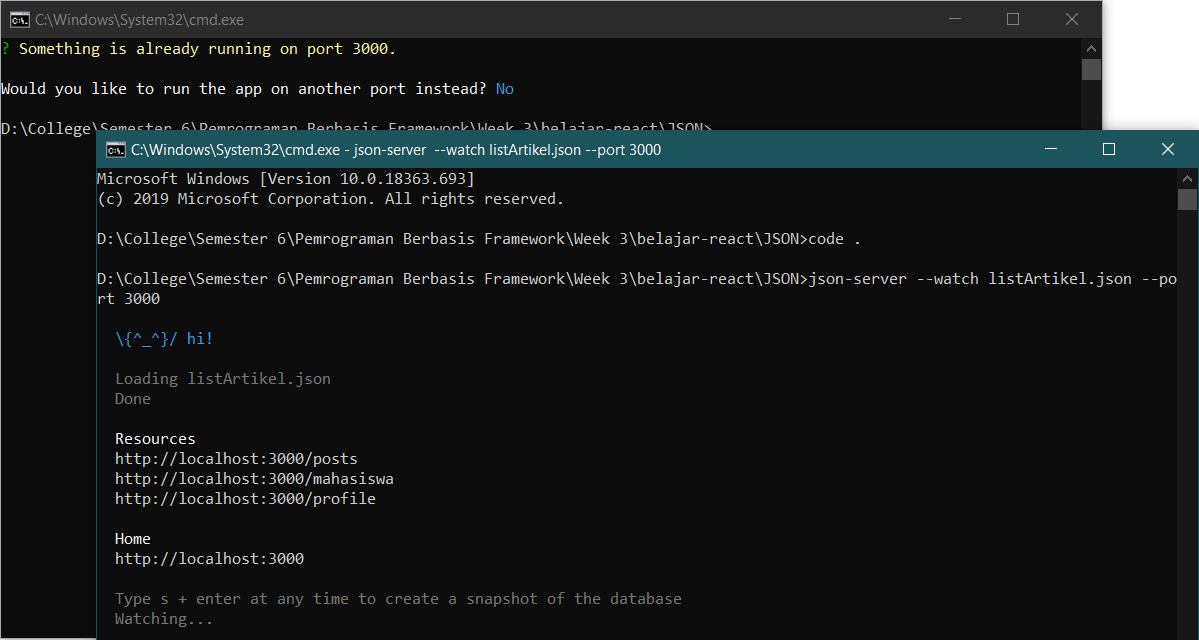 C:\Windows\System32\cmd.exe
? Something is already running on port 3000.
Would you like to run the app on another port instead? No
D:\College\Semester 6\Pemrograman Berbasis Framework\Week 3\belajar-react\JSON>
C:\Windows\System32\cmd.exe - json-server  --watch listArtikel.json --port 3000
Microsoft Windows [Version 10.0.18363.693]
(c) 2019 Microsoft Corporation. All rights reserved.
D:\College\Semester 6\Pemrograman Berbasis Framework\Week 3\belajar-react\JSON>code .
D:\College\Semester 6\Pemrograman Berbasis Framework\Week 3\belajar-react\JSON>json-server --watch listArtikel.json --po
rt 3000
\{^_^}/ hi!
Loading listArtikel.json
Done
Resources
http://localhost:3000/posts
http://localhost:3000/mahasiswa
http://localhost:3000/profile
Home
http://localhost:3000
Type s + enter at any time to create a snapshot of the database
Watching...